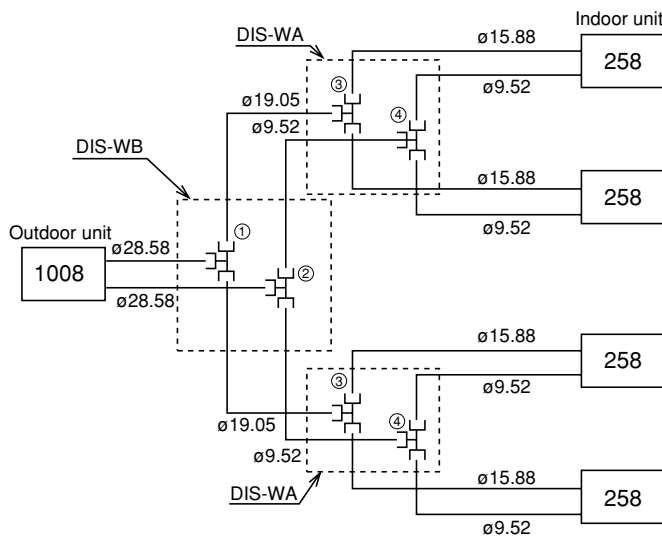 DIS-WA
Indoor unit
ø15.88
258
③
ø19.05
④
ø9.52
ø9.52
DIS-WB
ø15.88
258
ø9.52
①
Outdoor unit
ø28.58
1008
②
ø28.58
ø15.88
258
③
ø9.52
④
ø19.05
ø9.52
ø15.88
258
DIS-WA
ø9.52